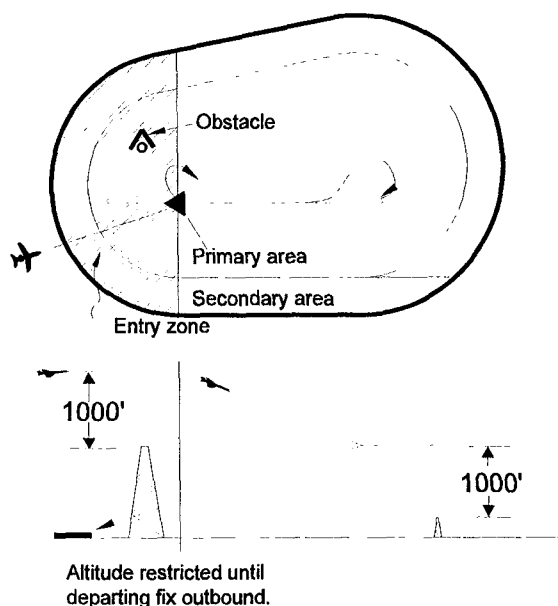 Obstacle
Primary area
Secondary area
Entry zone
1000'
1000'
Altitude restricted until
departing fix outbound.